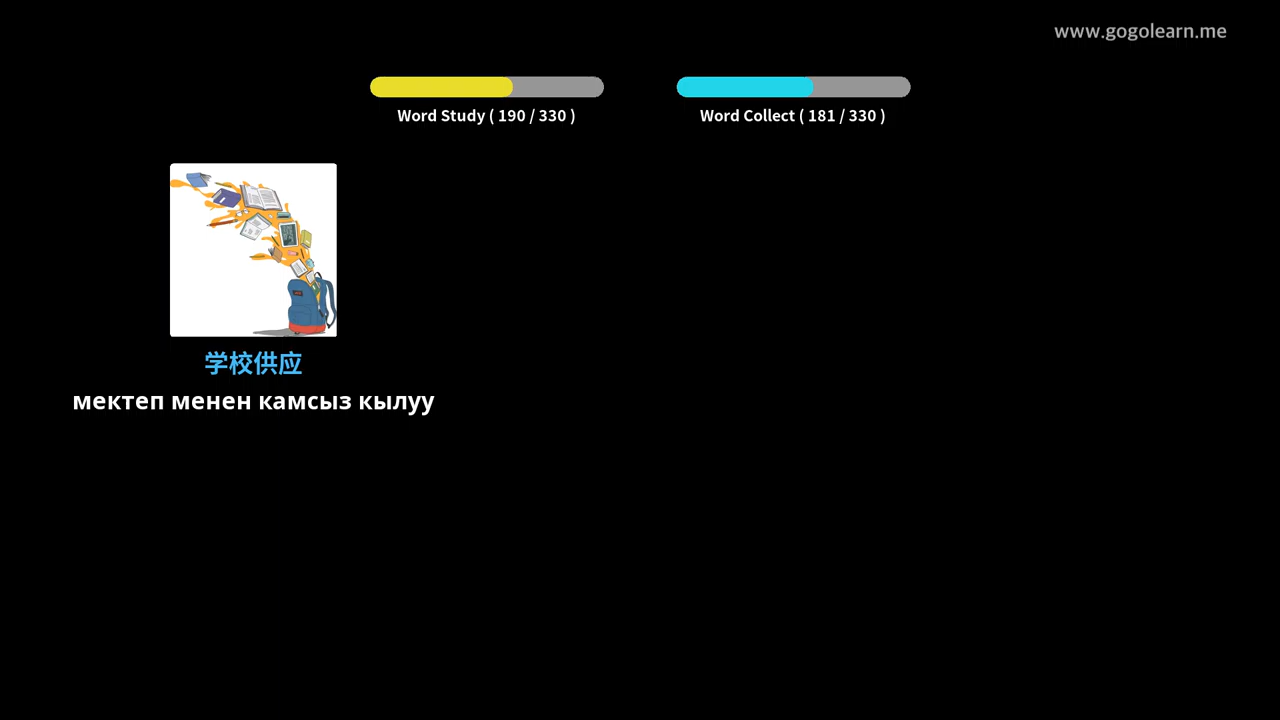 www.gogolearn.me
Word Study ( 190 / 330 )
Word Collect ( 181 / 330 )
学校供应
мектеп менен камсыз кылуу